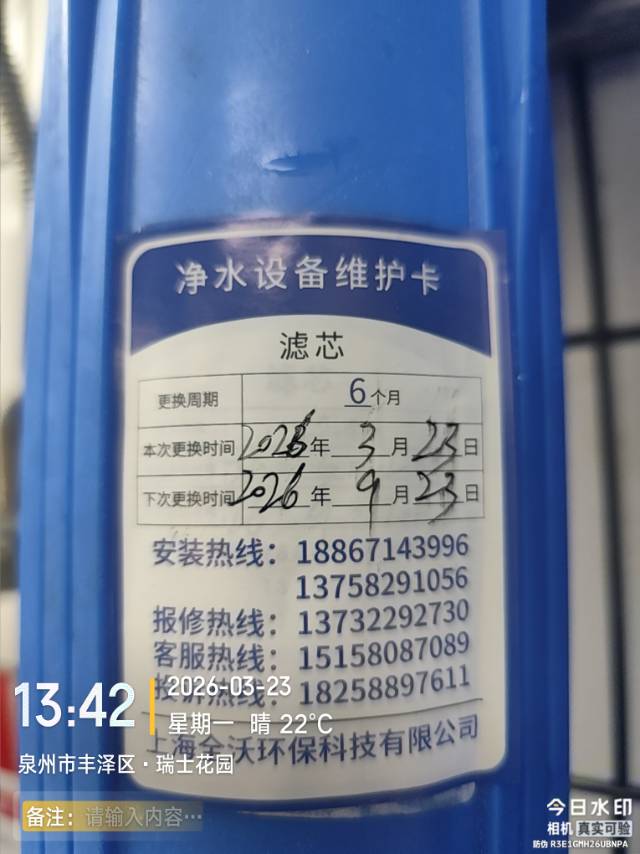 净水设备维护卡
滤芯
更换周期 6个月
本次更换时间 2026年 3月 23日
下次更换时间 2026年 9月 23日
安装热线：18867143996
13758291056
报修热线：13732292730
客服热线：15158087089
投诉热线：18258897611
上海全沃环保科技有限公司
13:42
2026-03-23
星期一 晴 22°C
泉州市丰泽区·瑞士花园
备注：请输入内容…
今日水印
相机 真实可验
防伪 R3E1GMH26UBNPA